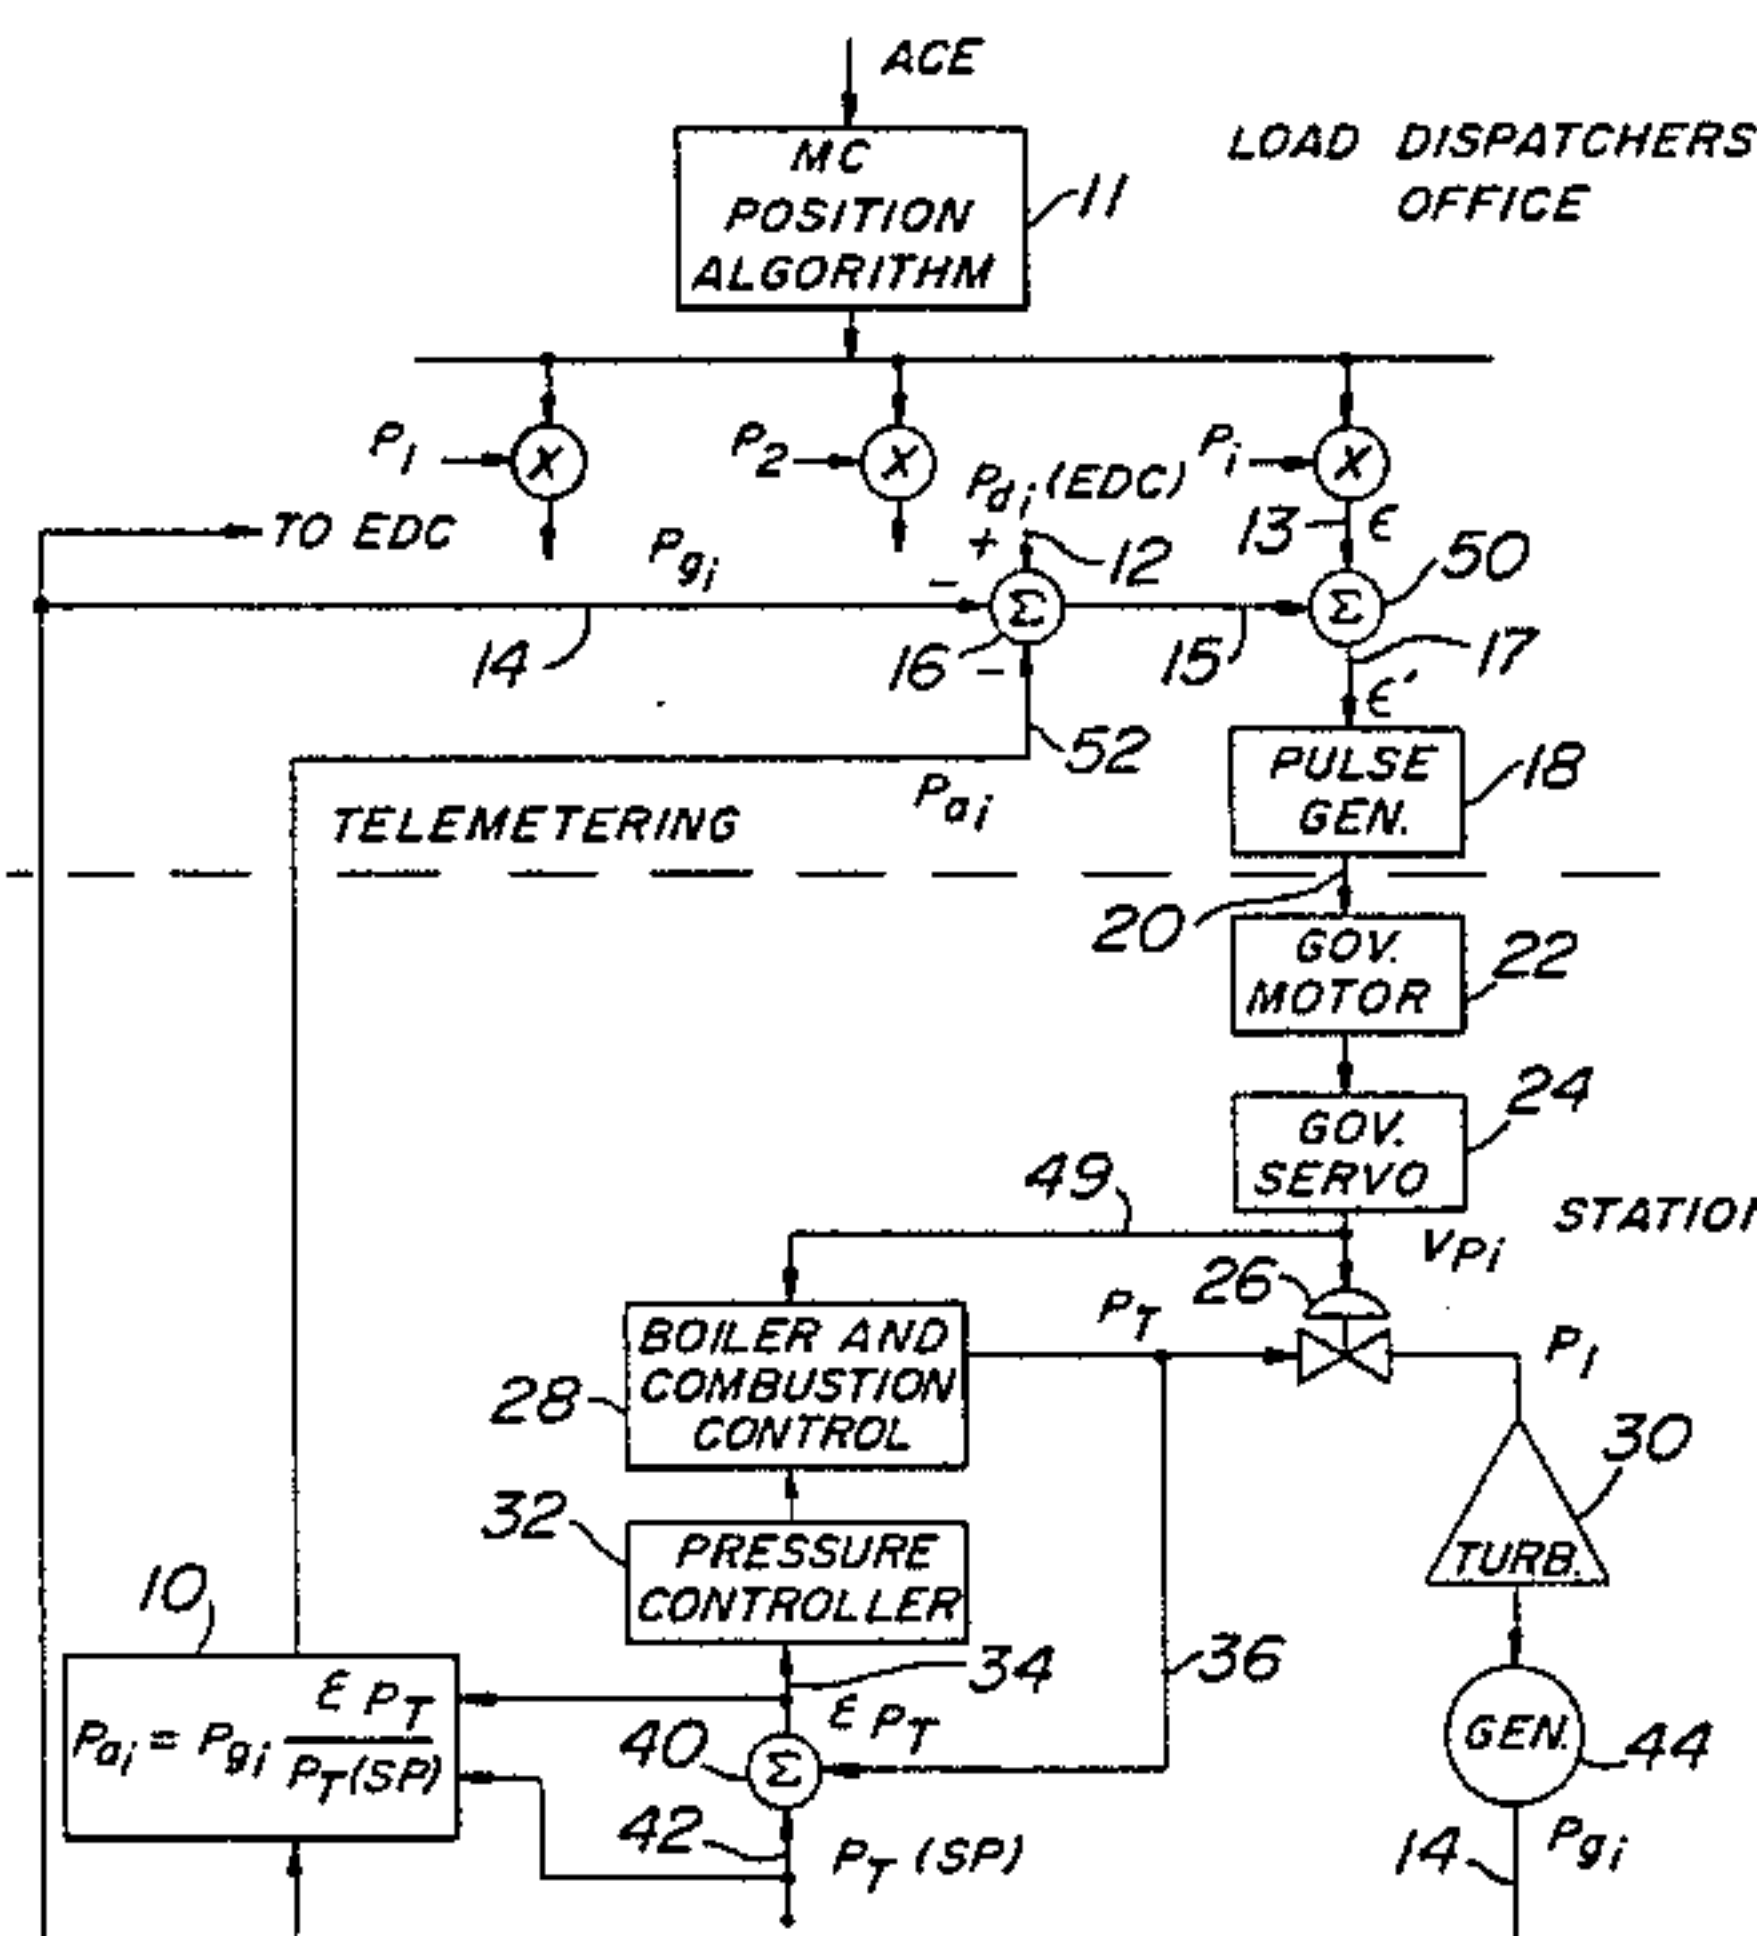 ACE
MC
POSITION
ALGORITHM
11
LOAD DISPATCHERS
OFFICE
P1
X
P2
X
Pi
X
Pdi (EDC)
13
ϵ
TO EDC
Pgi
+
12
50
-
Σ
Σ
14
16
-
15
17
ϵ'
52
PULSE
GEN.
18
Pai
TELEMETERING
20
GOV.
MOTOR
22
GOV.
SERVO
24
49
STATION
VPi
26
PT
P1
BOILER AND
COMBUSTION
CONTROL
28
30
TURB.
32
PRESSURE
CONTROLLER
10
34
36
Pai = Pgi ε PT / PT(SP)
ε PT
40
Σ
GEN.
44
42
PT (SP)
14
Pgi